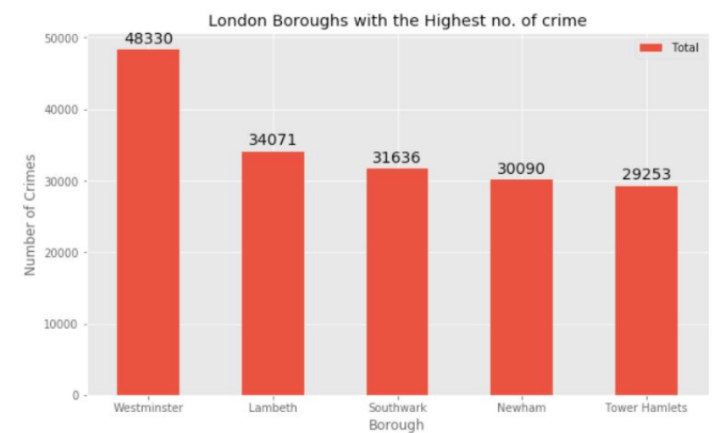 London Boroughs with the Highest no. of crime
Total
48330
34071
31636
30090
29253
50000
40000
30000
20000
10000
0
Number of Crimes
Westminster Lambeth Southwark Newham Tower Hamlets
Borough